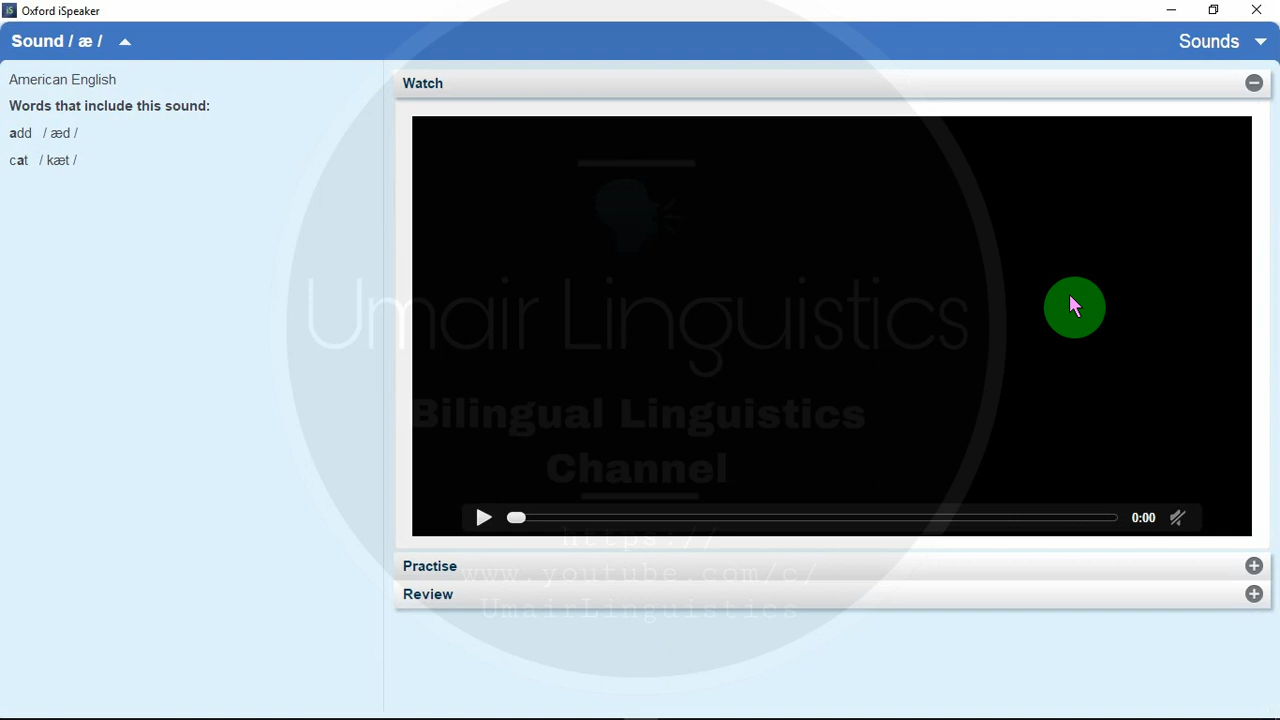 Oxford iSpeaker
Sound / æ /
Sounds
American English
Words that include this sound:
add / æd /
cat / kæt /
Watch
Umair Linguistics
Bilingual Linguistics
Channel
0:00
https://
www.youtube.com/c/
UmairLinguistics
Practise
Review